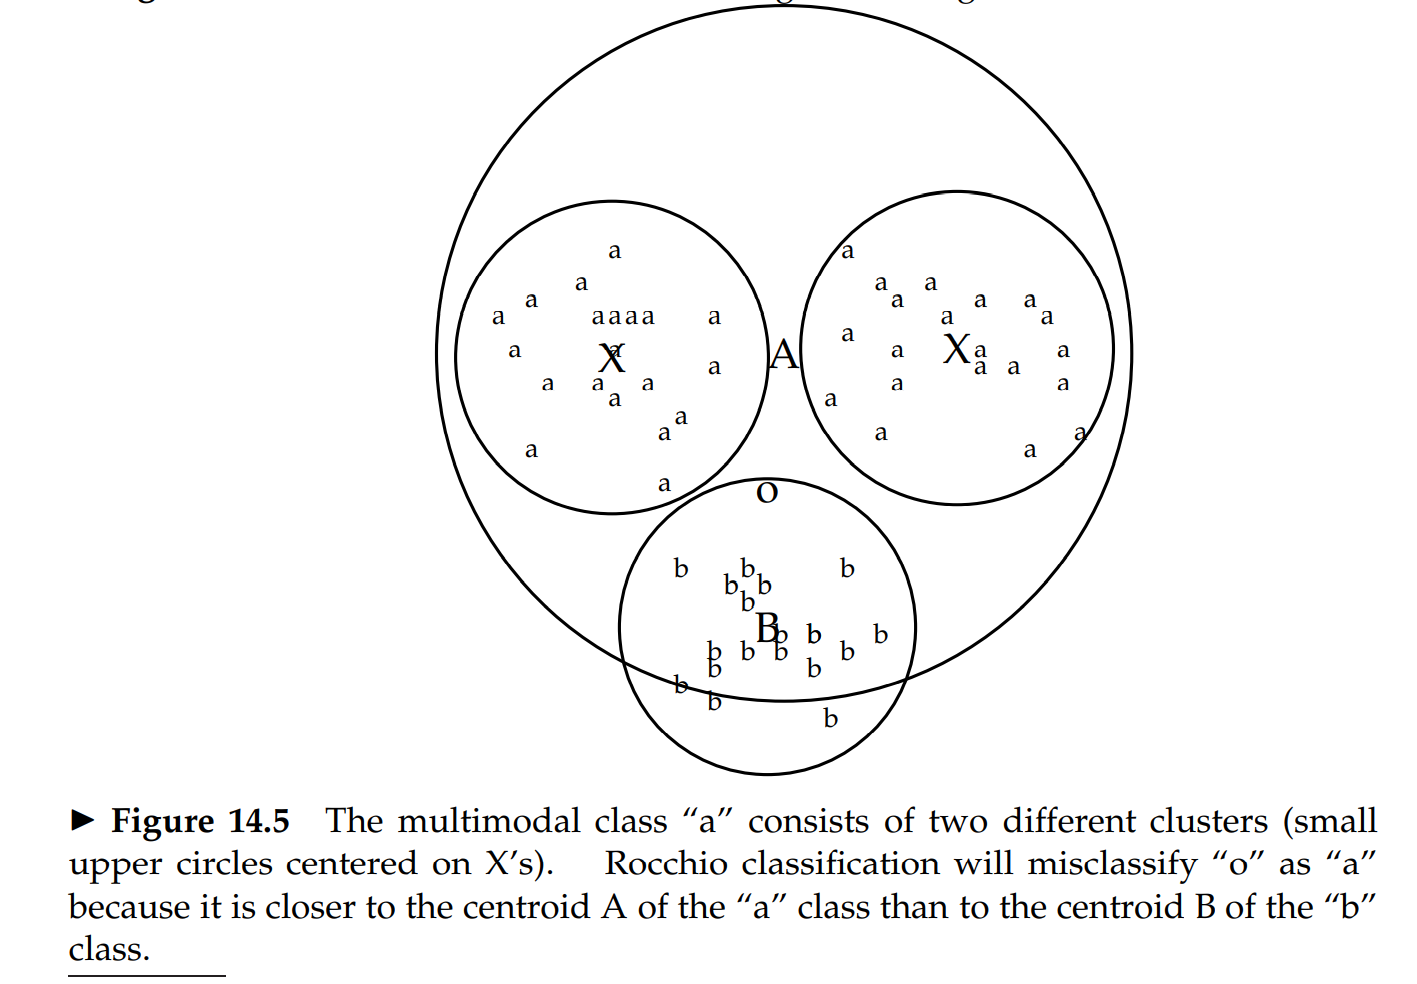 a a
a a a
a a a a
a aaaa a a a
a
a X a A a X a a
a a a
a a a a a
a a
a
a a a
a a a
a o
b b b
b b
b
B b b b
b b b b
b b
b
b
b
▶ Figure 14.5 The multimodal class “a” consists of two different clusters (small
upper circles centered on X’s). Rocchio classification will misclassify “o” as “a”
because it is closer to the centroid A of the “a” class than to the centroid B of the “b”
class.